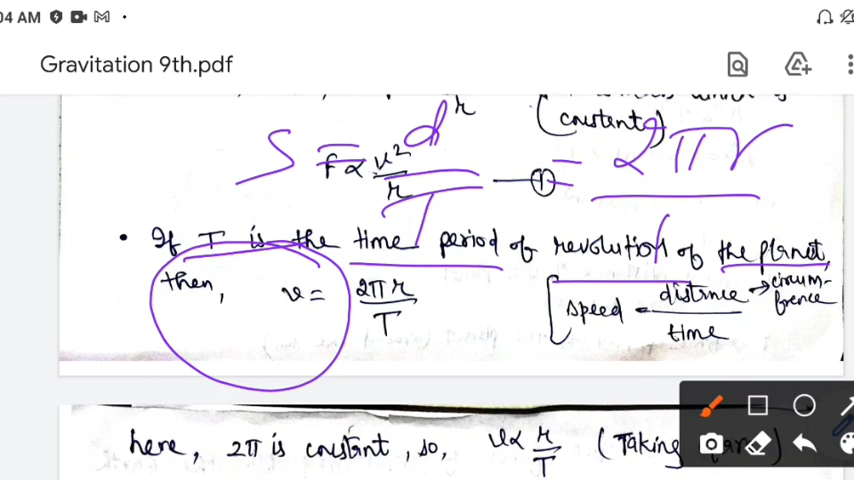 04 AM
Gravitation 9th.pdf
(constant)
S = d/T = 2πr
F ∝ v²/r —①
• If T is the time period of revolution of the planet,
then, v = 2πr/T [speed = distance/time → circumference
here, 2π is constant, so, v ∝ r/T (Taking